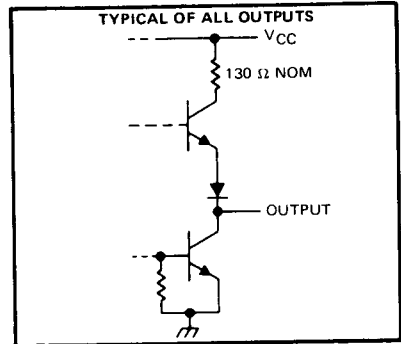 TYPICAL OF ALL OUTPUTS
VCC
130 Ω NOM
OUTPUT